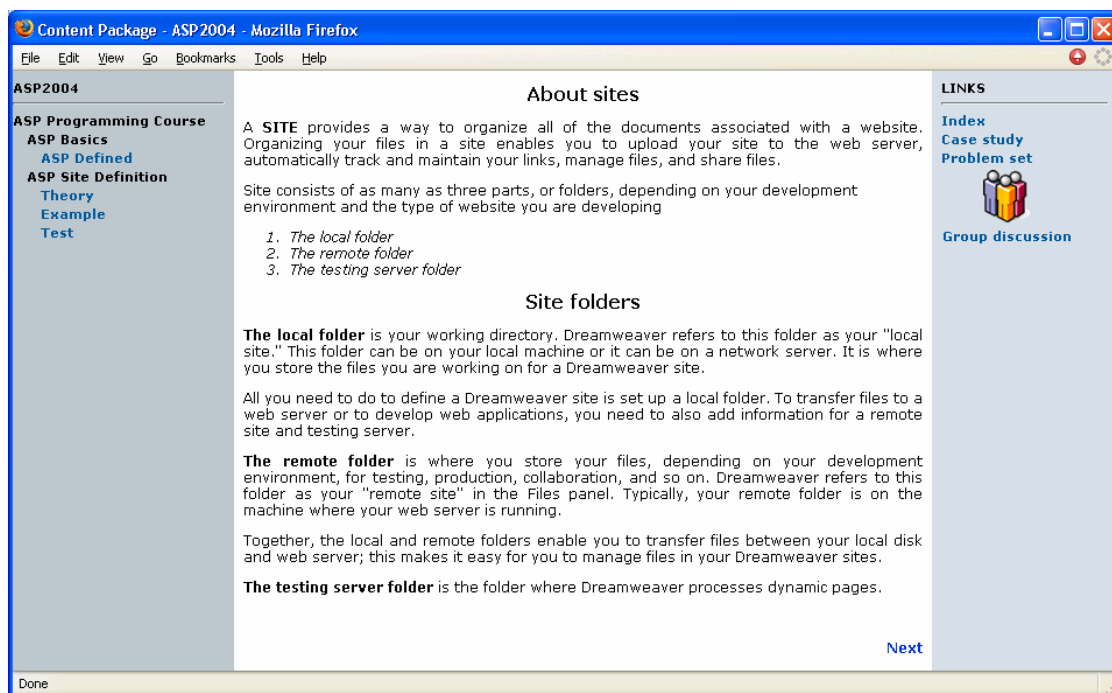 Content Package - ASP2004 - Mozilla Firefox
File Edit View Go Bookmarks Tools Help
ASP2004
ASP Programming Course
ASP Basics
ASP Defined
ASP Site Definition
Theory
Example
Test
About sites
A SITE provides a way to organize all of the documents associated with a website.
Organizing your files in a site enables you to upload your site to the web server,
automatically track and maintain your links, manage files, and share files.
Site consists of as many as three parts, or folders, depending on your development
environment and the type of website you are developing
1. The local folder
2. The remote folder
3. The testing server folder
Site folders
The local folder is your working directory. Dreamweaver refers to this folder as your "local
site." This folder can be on your local machine or it can be on a network server. It is where
you store the files you are working on for a Dreamweaver site.
All you need to do to define a Dreamweaver site is set up a local folder. To transfer files to a
web server or to develop web applications, you need to also add information for a remote
site and testing server.
The remote folder is where you store your files, depending on your development
environment, for testing, production, collaboration, and so on. Dreamweaver refers to this
folder as your "remote site" in the Files panel. Typically, your remote folder is on the
machine where your web server is running.
Together, the local and remote folders enable you to transfer files between your local disk
and web server; this makes it easy for you to manage files in your Dreamweaver sites.
The testing server folder is the folder where Dreamweaver processes dynamic pages.
Next
LINKS
Index
Case study
Problem set
Group discussion
Done